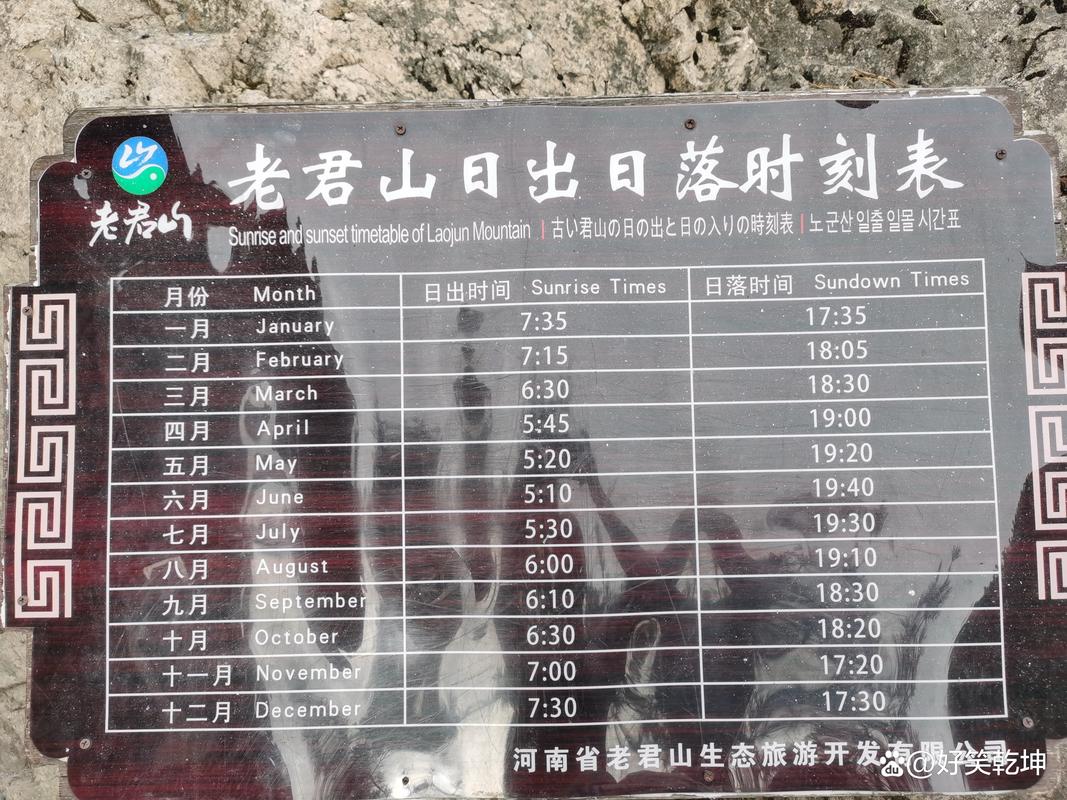 老君山日出日落时刻表
老君山
Sunrise and sunset timetable of Laojun Mountain | 古い君山の日の出と日の入りの時刻表 | 노 군산 일출 일몰 시간표
月份 Month 日出时间 Sunrise Times 日落时间 Sundown Times
一月 January 7:35 17:35
二月 February 7:15 18:05
三月 March 6:30 18:30
四月 April 5:45 19:00
五月 May 5:20 19:20
六月 June 5:10 19:40
七月 July 5:30 19:30
八月 August 6:00 19:10
九月 September 6:10 18:30
十月 October 6:30 18:20
十一月 November 7:00 17:20
十二月 December 7:30 17:30
河南省老君山生态旅游开发有限公司
du @好笑乾坤